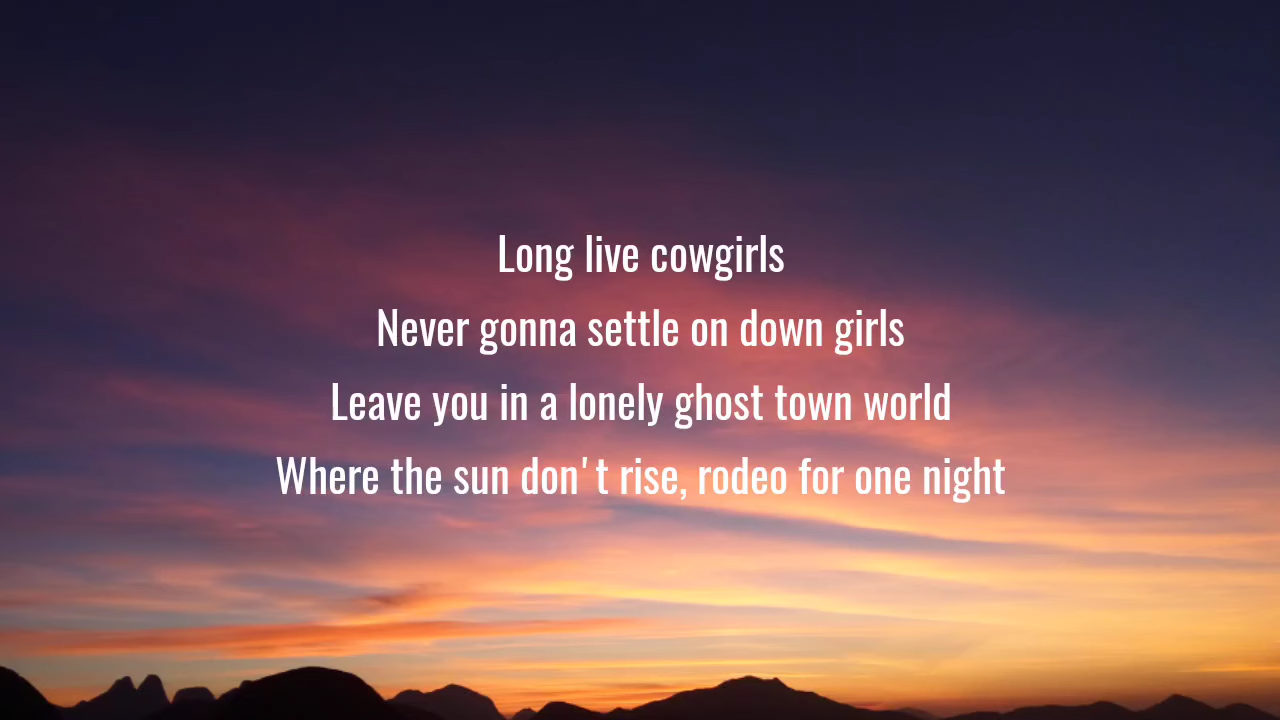 Long live cowgirls
Never gonna settle on down girls
Leave you in a lonely ghost town world
Where the sun don't rise, rodeo for one night